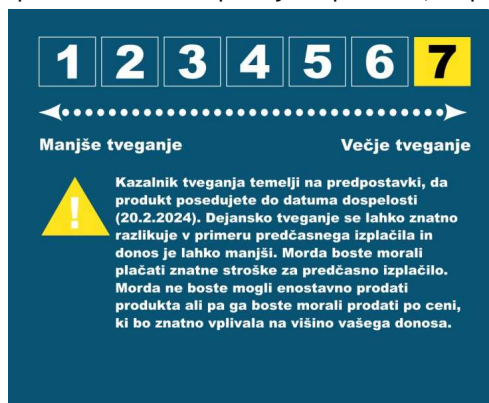 1 2 3 4 5 6 7
Manjše tveganje Večje tveganje
Kazalnik tveganja temelji na predpostavki, da
produkt posedujete do datuma dospelosti
(20.2.2024). Dejansko tveganje se lahko znatno
razlikuje v primeru predčasnega izplačila in
donos je lahko manjši. Morda boste morali
plačati znatne stroške za predčasno izplačilo.
Morda ne boste mogli enostavno prodati
produkta ali pa ga boste morali prodati po ceni,
ki bo znatno vplivala na višino vašega donosa.